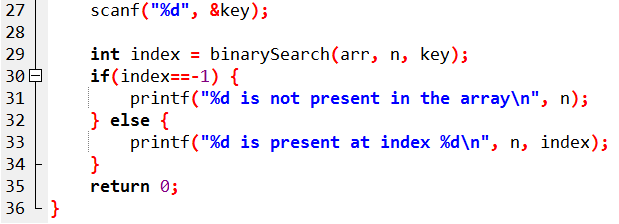 27 scanf("%d", &key);
28
29 int index = binarySearch(arr, n, key);
30 if(index==-1) {
31 printf("%d is not present in the array\n", n);
32 } else {
33 printf("%d is present at index %d\n", n, index);
34 }
35 return 0;
36 }